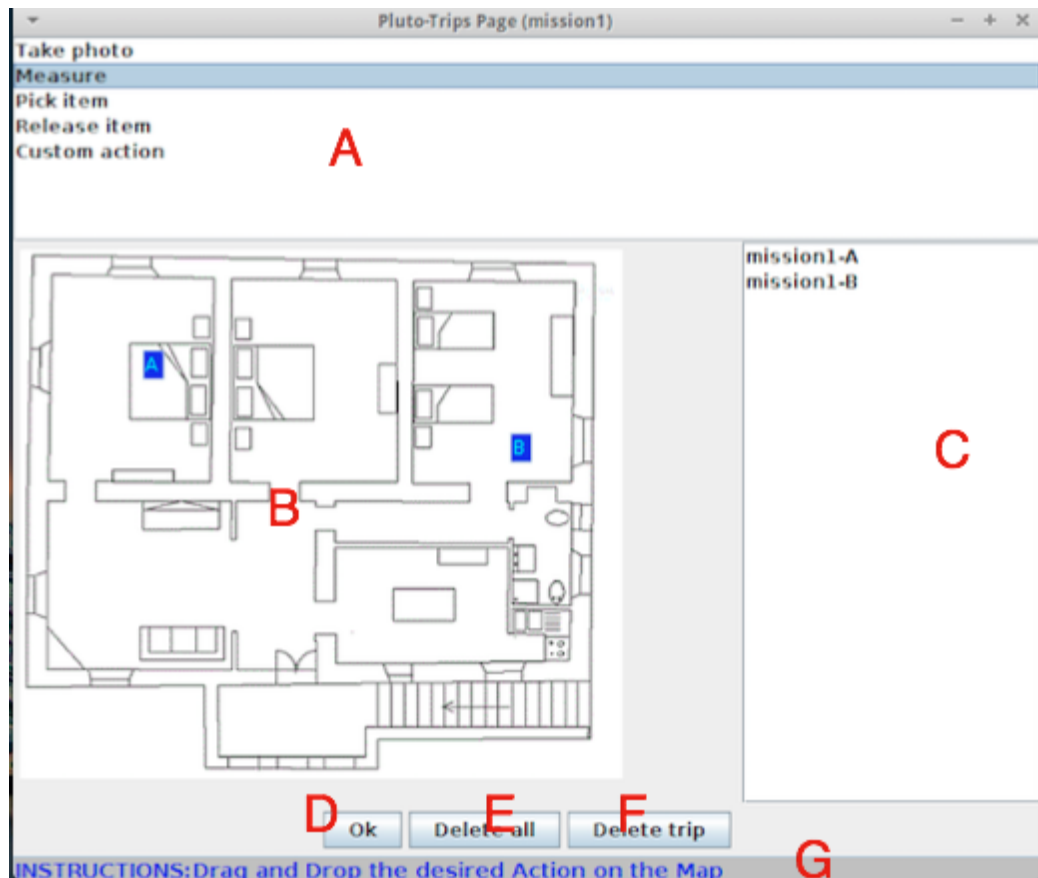 Pluto-Trips Page (mission1)
Take photo
Measure
Pick item
Release item
Custom action
A
mission1-A
mission1-B
A
B
C
B
D
E
F
Ok
Delete all
Delete trip
G
INSTRUCTIONS:Drag and Drop the desired Action on the Map